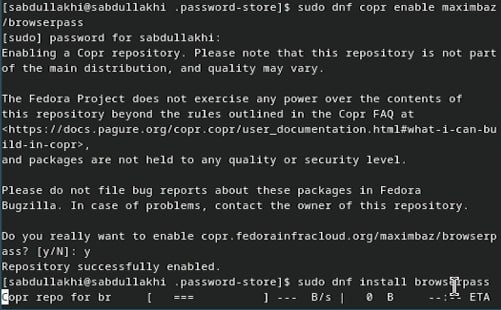 [sabdullakhi@sabdullakhi .password-store]$ sudo dnf copr enable maximbaz
/browserpass
[sudo] password for sabdullakhi:
Enabling a Copr repository. Please note that this repository is not part
of the main distribution, and quality may vary.
The Fedora Project does not exercise any power over the contents of
this repository beyond the rules outlined in the Copr FAQ at
<https://docs.pagure.org/copr.copr/user_documentation.html#what-i-can-bu
ild-in-copr>,
and packages are not held to any quality or security level.
Please do not file bug reports about these packages in Fedora
Bugzilla. In case of problems, contact the owner of this repository.
Do you really want to enable copr.fedorainfracloud.org/maximbaz/browserp
ass? [y/N]: y
Repository successfully enabled.
[sabdullakhi@sabdullakhi .password-store]$ sudo dnf install browserpass
Copr repo for br     [   ===          ] ---  B/s |   0  B     --:-- ETA